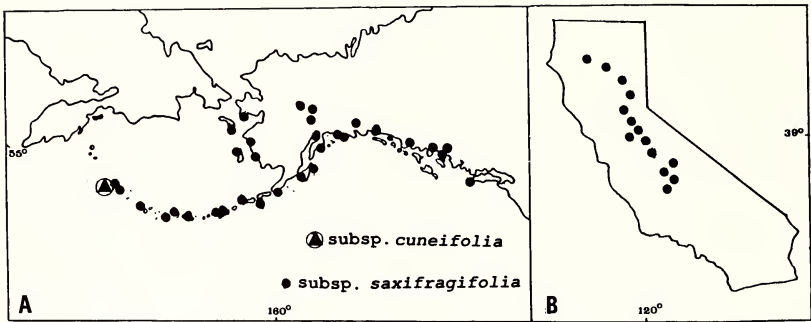 55°
39°
subsp. cuneifolia
subsp. saxifragifolia
A
160°
B
120°